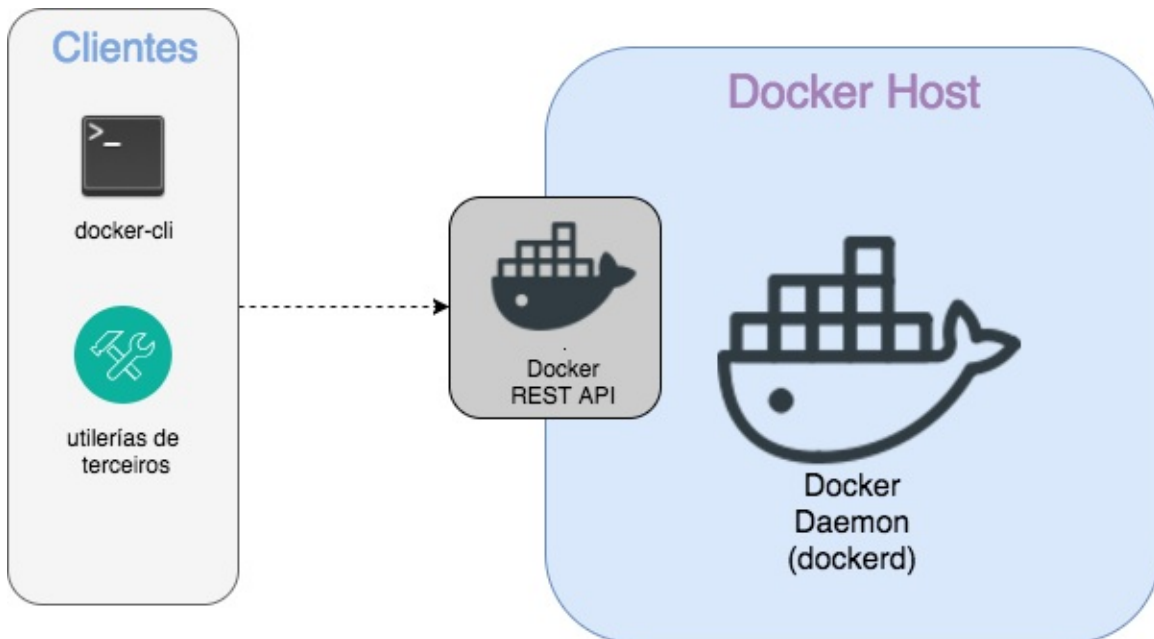 Clientes
>_
docker-cli
utilerías de
terceiros
.
Docker
REST API
Docker Host
Docker
Daemon
(dockerd)